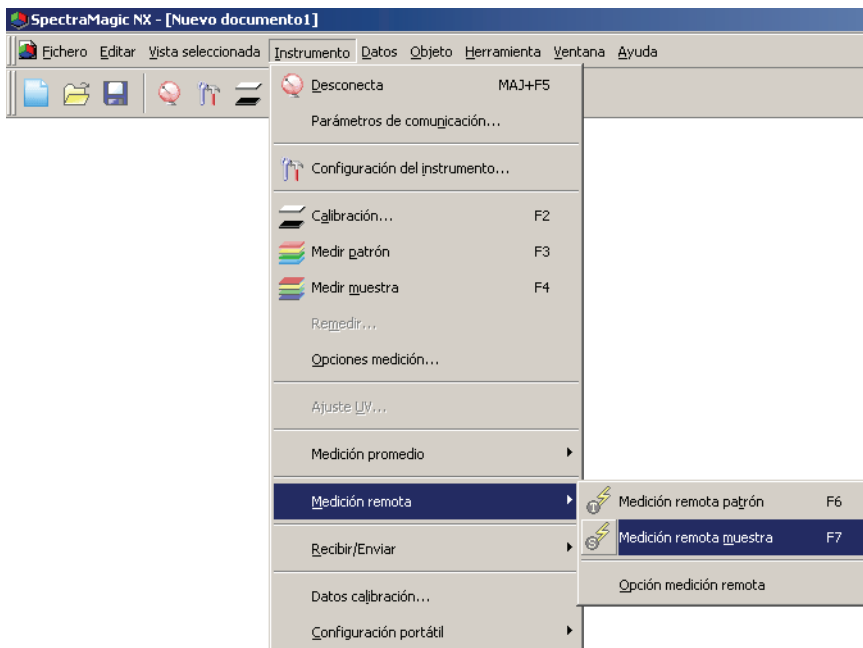 SpectraMagic NX - [Nuevo documento1]
Fichero Editar Vista seleccionada Instrumento Datos Objeto Herramienta Ventana Ayuda
Desconecta MAJ+F5
Parámetros de comunicación...
Configuración del instrumento...
Calibración... F2
Medir patrón F3
Medir muestra F4
Remedir...
Opciones medición...
Ajuste UV...
Medición promedio
Medición remota
Medición remota patrón F6
Medición remota muestra F7
Opción medición remota
Recibir/Enviar
Datos calibración...
Configuración portátil